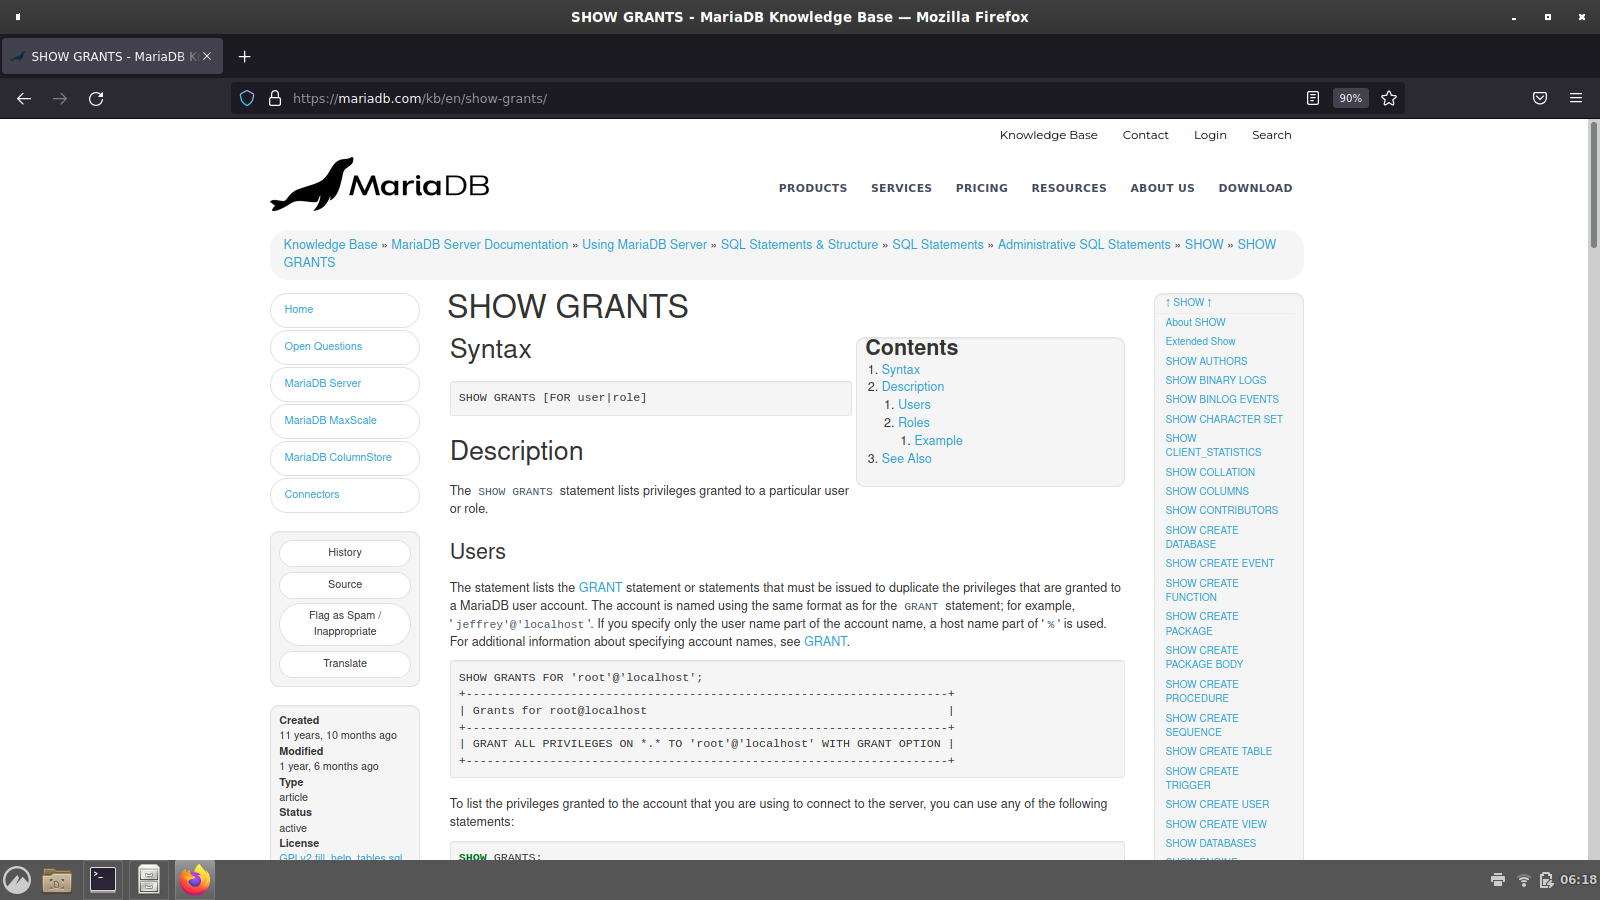 SHOW GRANTS - MariaDB Knowledge Base — Mozilla Firefox
SHOW GRANTS - MariaDB K
https://mariadb.com/kb/en/show-grants/
90%
Knowledge Base Contact Login Search
MariaDB
PRODUCTS SERVICES PRICING RESOURCES ABOUT US DOWNLOAD
Knowledge Base » MariaDB Server Documentation » Using MariaDB Server » SQL Statements & Structure » SQL Statements » Administrative SQL Statements » SHOW » SHOW
GRANTS
Home
Open Questions
MariaDB Server
MariaDB MaxScale
MariaDB ColumnStore
Connectors
History
Source
Flag as Spam /
Inappropriate
Translate
Created
11 years, 10 months ago
Modified
1 year, 6 months ago
Type
article
Status
active
License
GPLv2 fill_help_tables.sql
SHOW GRANTS
Syntax
SHOW GRANTS [FOR user|role]
Contents
1. Syntax
2. Description
1. Users
2. Roles
1. Example
3. See Also
Description
The SHOW GRANTS statement lists privileges granted to a particular user
or role.
Users
The statement lists the GRANT statement or statements that must be issued to duplicate the privileges that are granted to
a MariaDB user account. The account is named using the same format as for the GRANT statement; for example,
'jeffrey'@'localhost'. If you specify only the user name part of the account name, a host name part of '%' is used.
For additional information about specifying account names, see GRANT.
SHOW GRANTS FOR 'root'@'localhost';
+---------------------------------------------------------------------+
| Grants for root@localhost                                           |
+---------------------------------------------------------------------+
| GRANT ALL PRIVILEGES ON *.* TO 'root'@'localhost' WITH GRANT OPTION |
+---------------------------------------------------------------------+
To list the privileges granted to the account that you are using to connect to the server, you can use any of the following
statements:
SHOW GRANTS;
↑ SHOW ↑
About SHOW
Extended Show
SHOW AUTHORS
SHOW BINARY LOGS
SHOW BINLOG EVENTS
SHOW CHARACTER SET
SHOW
CLIENT_STATISTICS
SHOW COLLATION
SHOW COLUMNS
SHOW CONTRIBUTORS
SHOW CREATE
DATABASE
SHOW CREATE EVENT
SHOW CREATE
FUNCTION
SHOW CREATE
PACKAGE
SHOW CREATE
PACKAGE BODY
SHOW CREATE
PROCEDURE
SHOW CREATE
SEQUENCE
SHOW CREATE TABLE
SHOW CREATE
TRIGGER
SHOW CREATE USER
SHOW CREATE VIEW
SHOW DATABASES
SHOW ENGINE
06:18